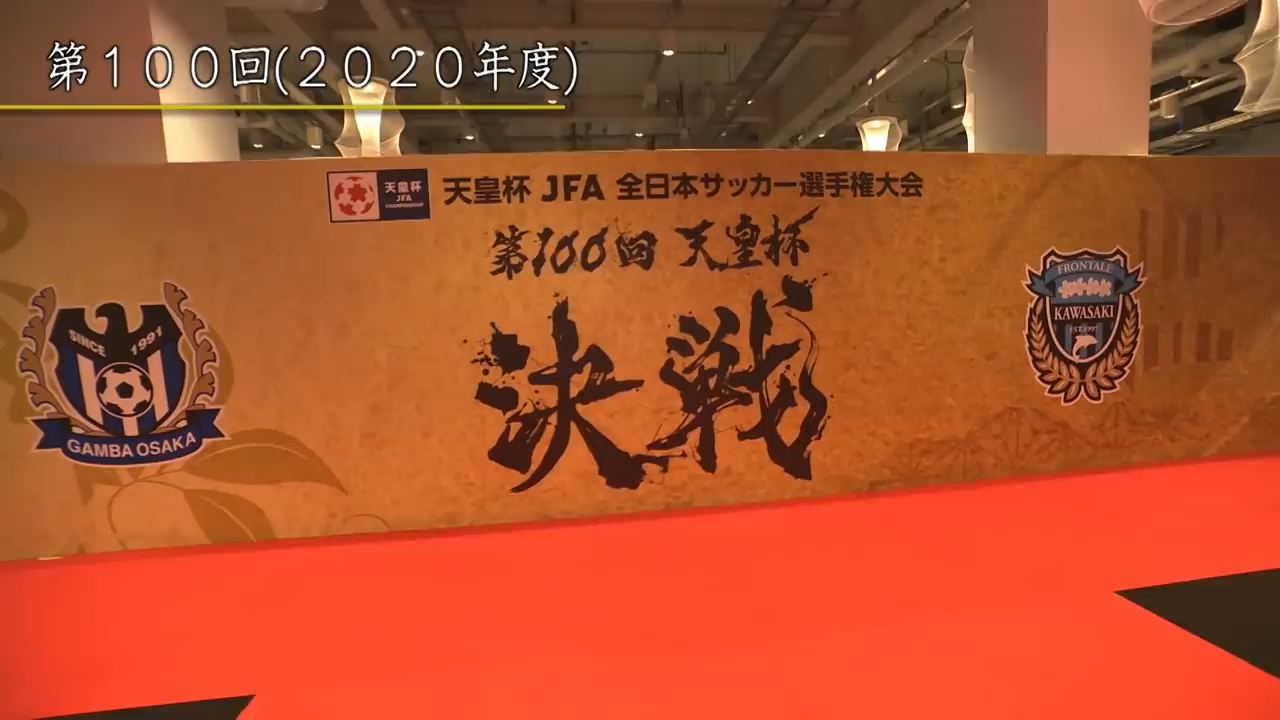 第１００回(２０２０年度)
天皇杯
JFA
CHAMPIONSHIP
天皇杯 JFA 全日本サッカー選手権大会
第100回 天皇杯
決戦
SINCE 1991
GAMBA OSAKA
FRONTALE
KAWASAKI
EST.1997